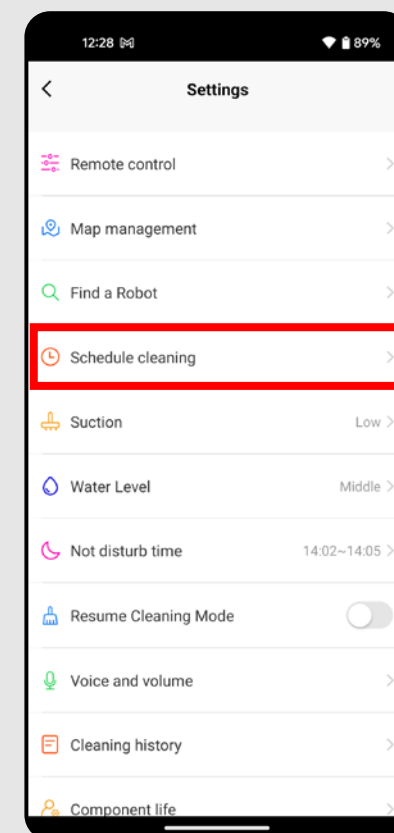 12:28 89%
Settings
Remote control
Map management
Find a Robot
Schedule cleaning
Suction Low
Water Level Middle
Not disturb time 14:02~14:05
Resume Cleaning Mode
Voice and volume
Cleaning history
Component life